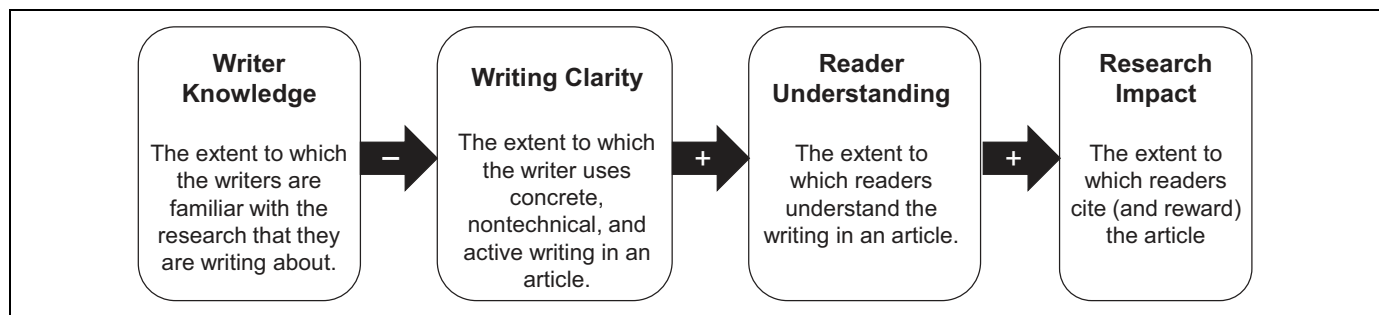 Writer
Knowledge
The extent to which
the writers are
familiar with the
research that they
are writing about.
−
Writing Clarity
The extent to which
the writer uses
concrete,
nontechnical, and
active writing in an
article.
+
Reader
Understanding
The extent to
which readers
understand the
writing in an article.
+
Research
Impact
The extent to
which readers
cite (and reward)
the article